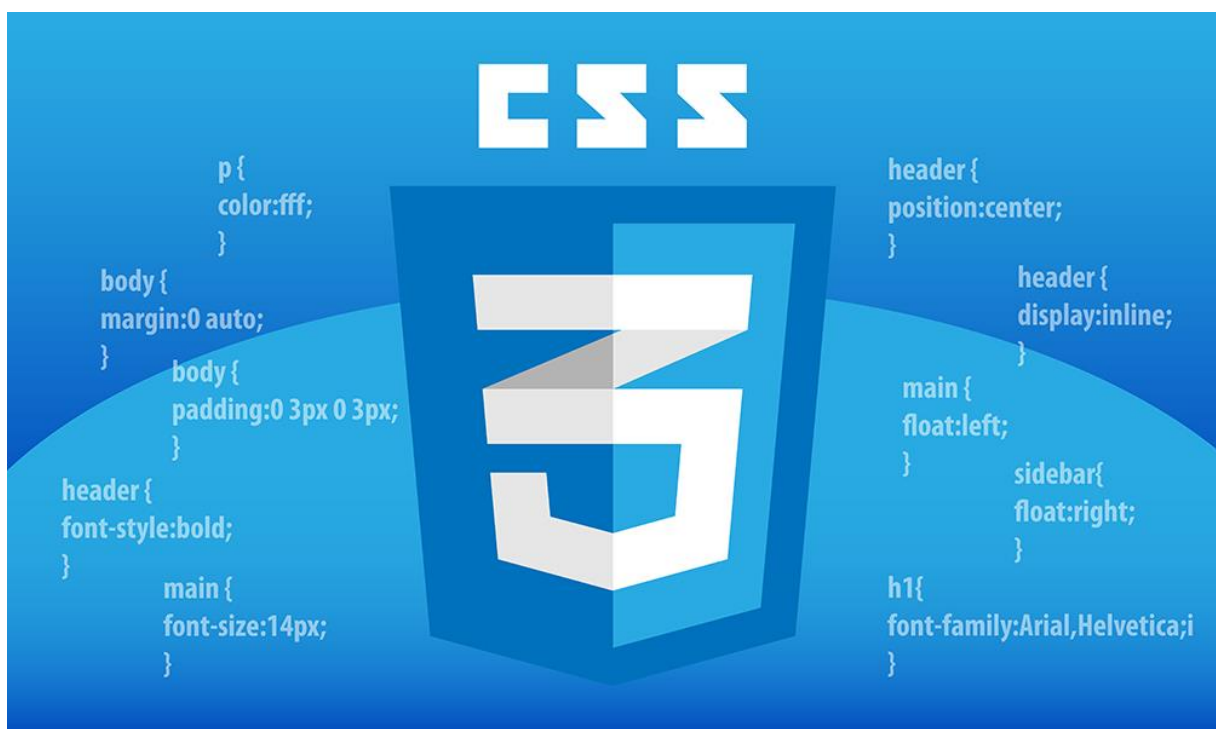 CSS
3
p {
color:fff;
}
body {
margin:0 auto;
}
body {
padding:0 3px 0 3px;
}
header {
font-style:bold;
}
main {
font-size:14px;
}
header {
position:center;
}
header {
display:inline;
}
main {
float:left;
}
sidebar{
float:right;
}
h1{
font-family:Arial,Helvetica;i
}